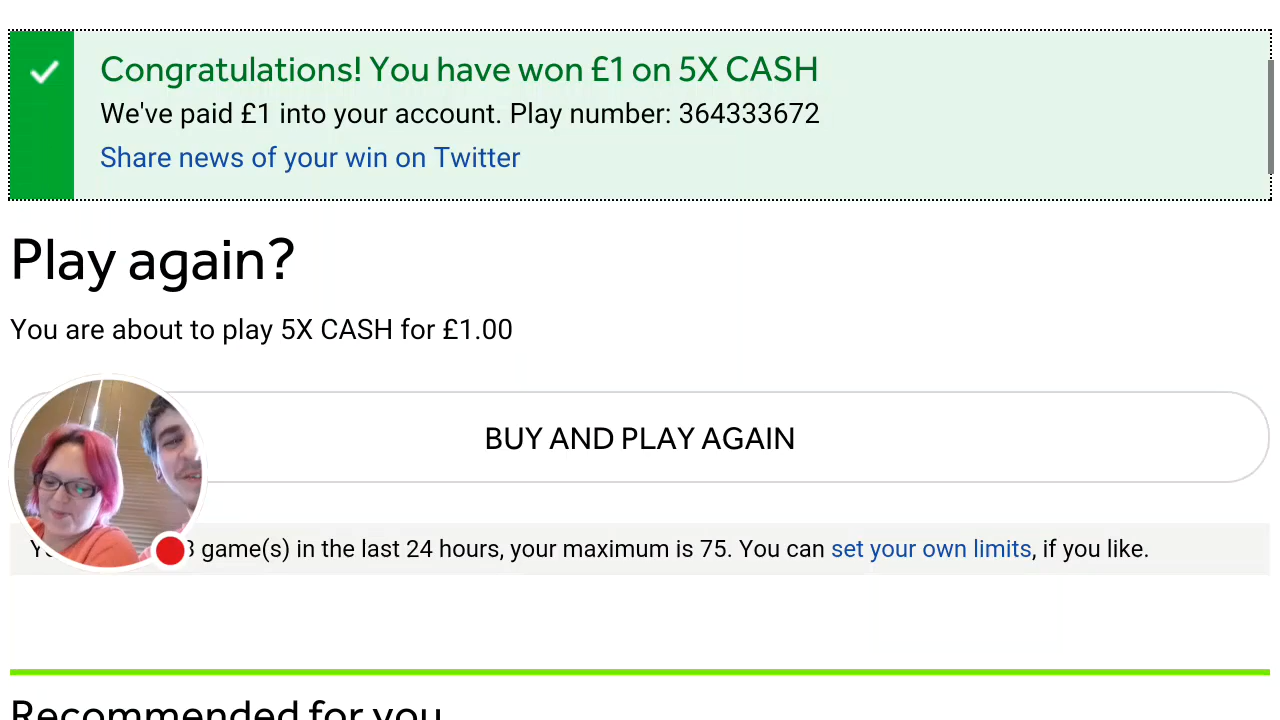 Congratulations! You have won £1 on 5X CASH
We've paid £1 into your account. Play number: 364333672
Share news of your win on Twitter
Play again?
You are about to play 5X CASH for £1.00
BUY AND PLAY AGAIN
game(s) in the last 24 hours, your maximum is 75. You can set your own limits, if you like.
Recommended for you